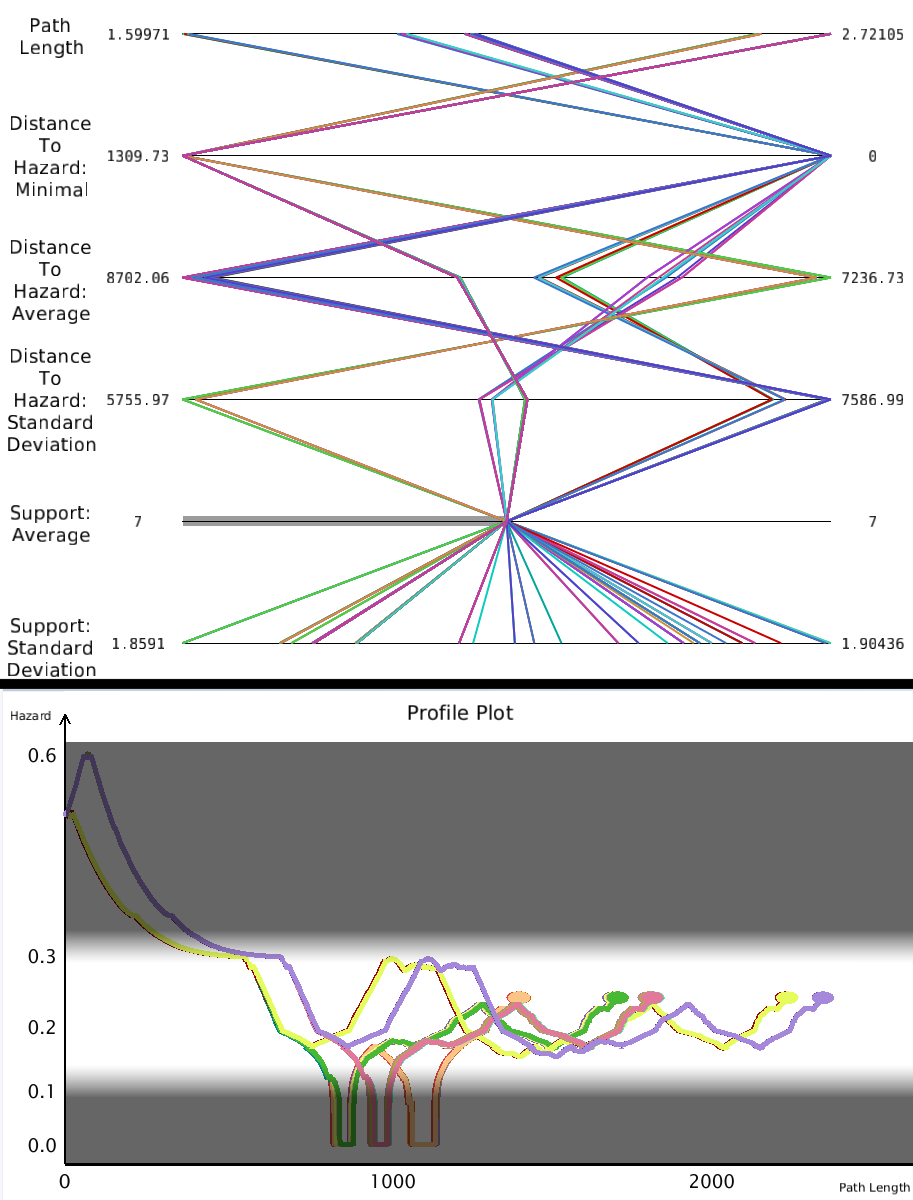 Path
Length
1.59971
2.72105
Distance
To
Hazard:
Minimal
1309.73
0
Distance
To
Hazard:
Average
8702.06
7236.73
Distance
To
Hazard:
Standard
Deviation
5755.97
7586.99
Support:
Average
7
7
Support:
Standard
Deviation
1.8591
1.90436
Hazard
Profile Plot
0.6
0.3
0.2
0.1
0.0
0
1000
2000
Path Length